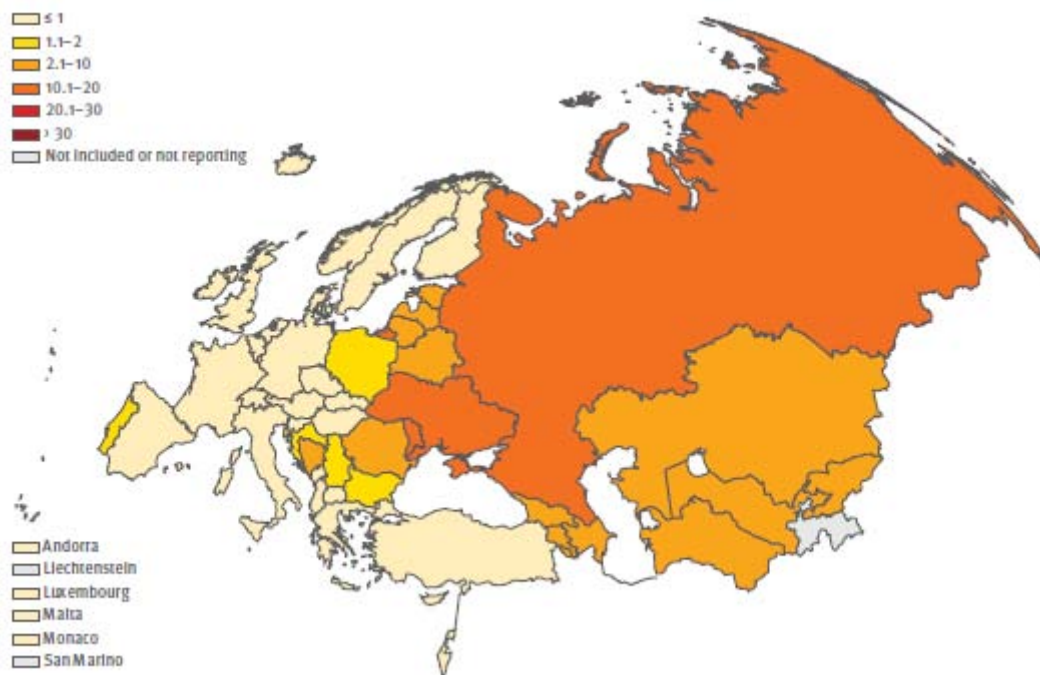 ≤ 1
1.1–2
2.1–10
10.1–20
20.1–30
> 30
Not included or not reporting
Andorra
Liechtenstein
Luxembourg
Malta
Monaco
San Marino